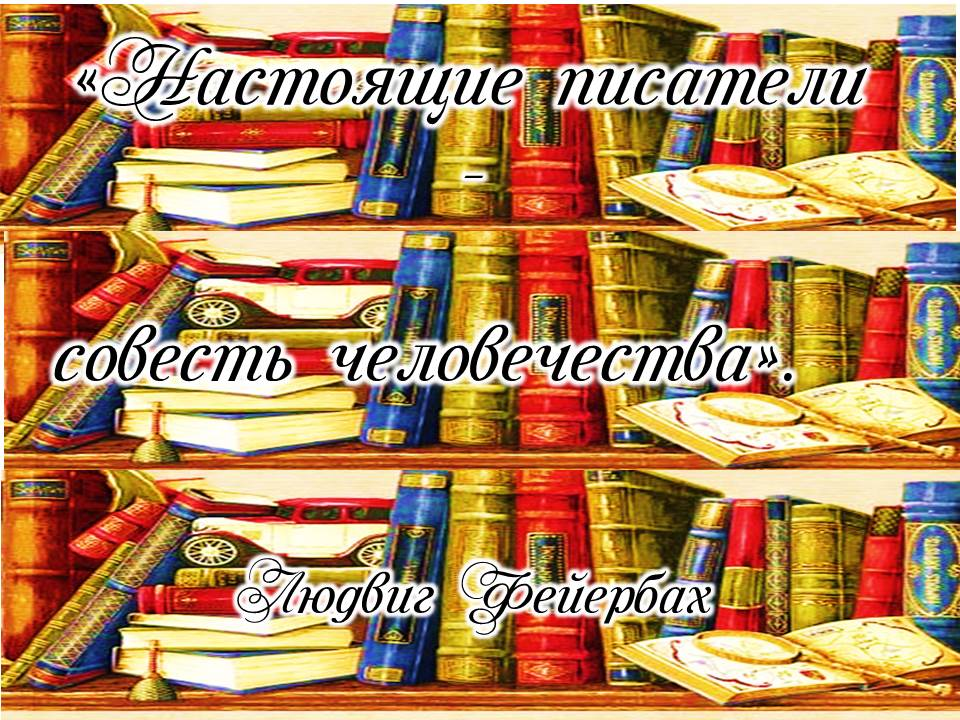 «Настоящие писатели
–
совесть человечества».
Людвиг Фейербах